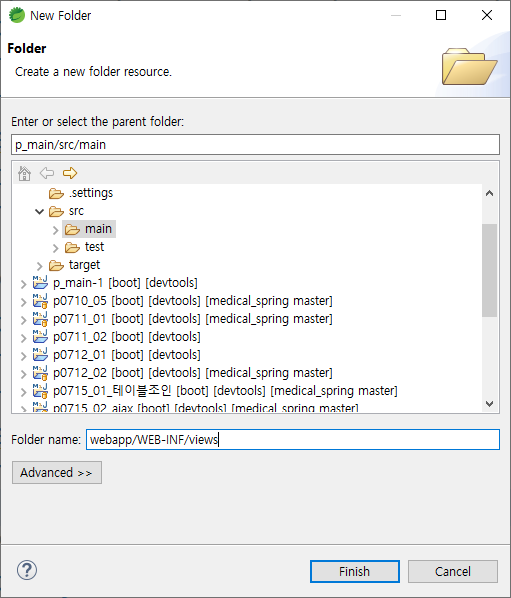 New Folder
Folder
Create a new folder resource.
Enter or select the parent folder:
p_main/src/main
.settings
src
main
test
target
p_main-1 [boot] [devtools]
p0710_05 [boot] [devtools] [medical_spring master]
p0711_01 [boot] [devtools] [medical_spring master]
p0711_02 [boot] [devtools]
p0712_01 [boot] [devtools]
p0712_02 [boot] [devtools] [medical_spring master]
p0715_01_테이블조인 [boot] [devtools] [medical_spring master]
p0715_02_ajax [boot] [devtools] [medical_spring master]
Folder name: webapp/WEB-INF/views
Advanced >>
Finish
Cancel